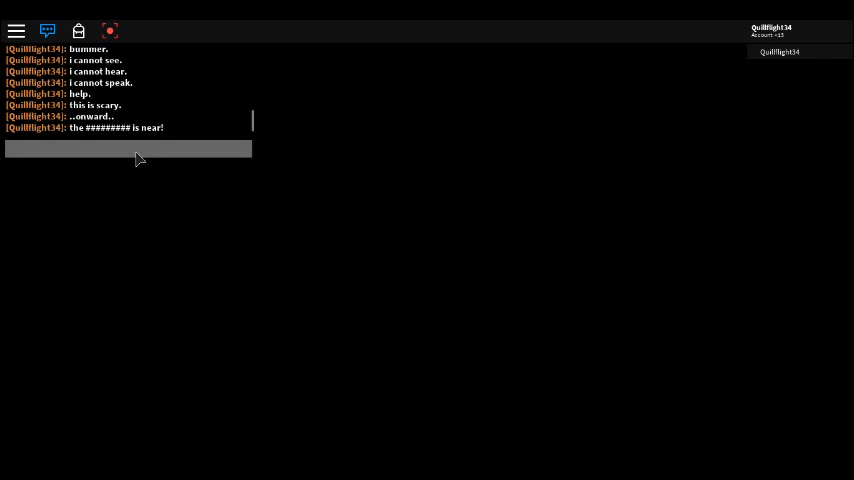 Quillflight34
Account <13
Quillflight34
[Quillflight34]: bummer.
[Quillflight34]: i cannot see.
[Quillflight34]: i cannot hear.
[Quillflight34]: i cannot speak.
[Quillflight34]: help.
[Quillflight34]: this is scary.
[Quillflight34]: ..onward..
[Quillflight34]: the ######### is near!